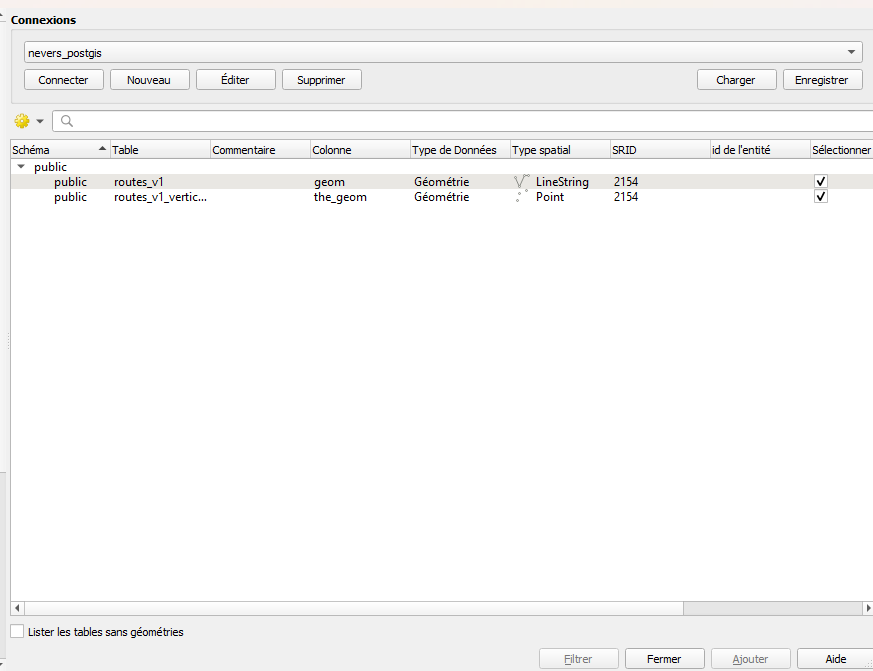 Connexions
nevers_postgis
Connecter Nouveau Éditer Supprimer Charger Enregistrer
Schéma Table Commentaire Colonne Type de Données Type spatial SRID id de l'entité Sélectionner
public
public routes_v1 geom Géométrie LineString 2154
public routes_v1_vertic... the_geom Géométrie Point 2154
Lister les tables sans géométries
Filtrer Fermer Ajouter Aide